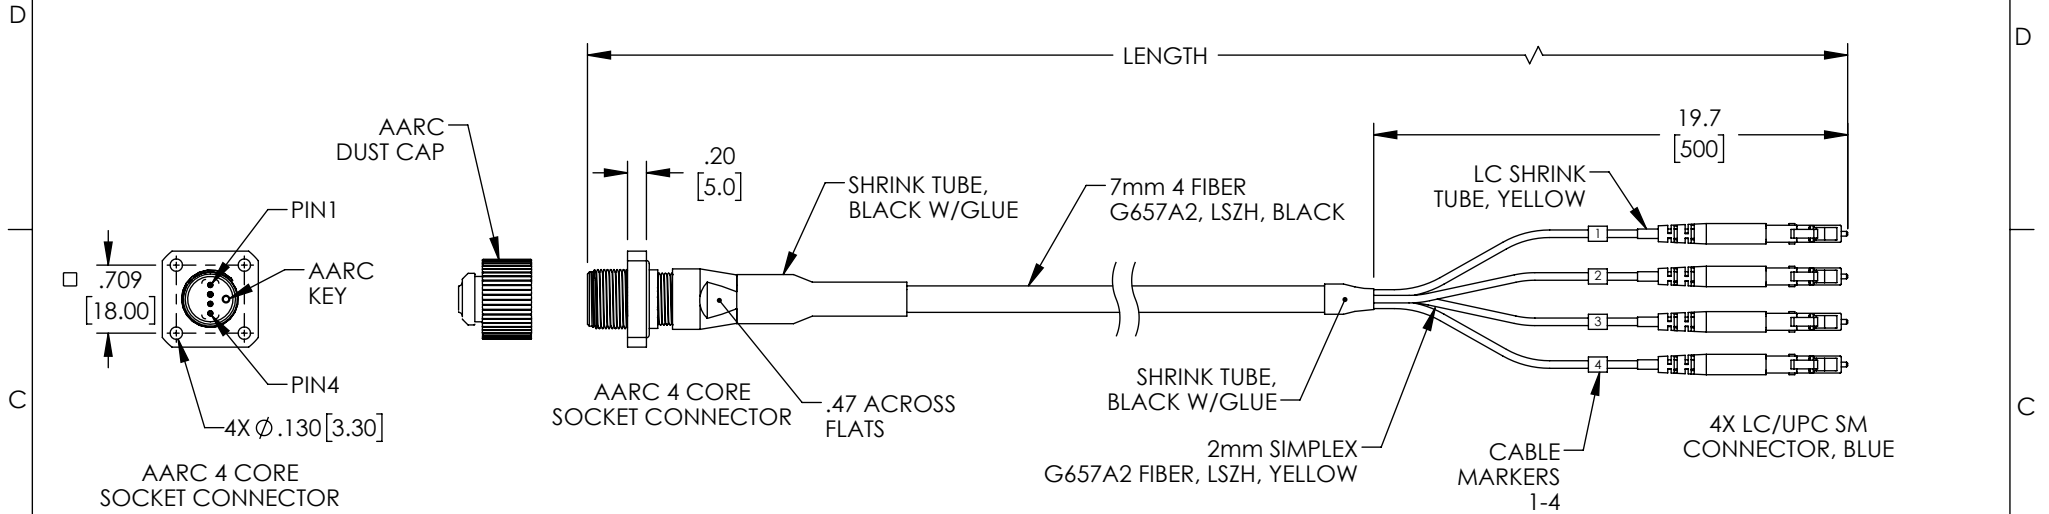 D
D
LENGTH
19.7
[500]
AARC
DUST CAP
.20
[5.0]
SHRINK TUBE,
BLACK W/GLUE
7mm 4 FIBER
G657A2, LSZH, BLACK
LC SHRINK
TUBE, YELLOW
PIN1
AARC
KEY
.709
[18.00]
PIN4
4X Ø .130 [3.30]
AARC 4 CORE
SOCKET CONNECTOR
AARC 4 CORE
SOCKET CONNECTOR
.47 ACROSS
FLATS
SHRINK TUBE,
BLACK W/GLUE
2mm SIMPLEX
G657A2 FIBER, LSZH, YELLOW
1
2
3
4
CABLE
MARKERS
1-4
4X LC/UPC SM
CONNECTOR, BLUE
C
C